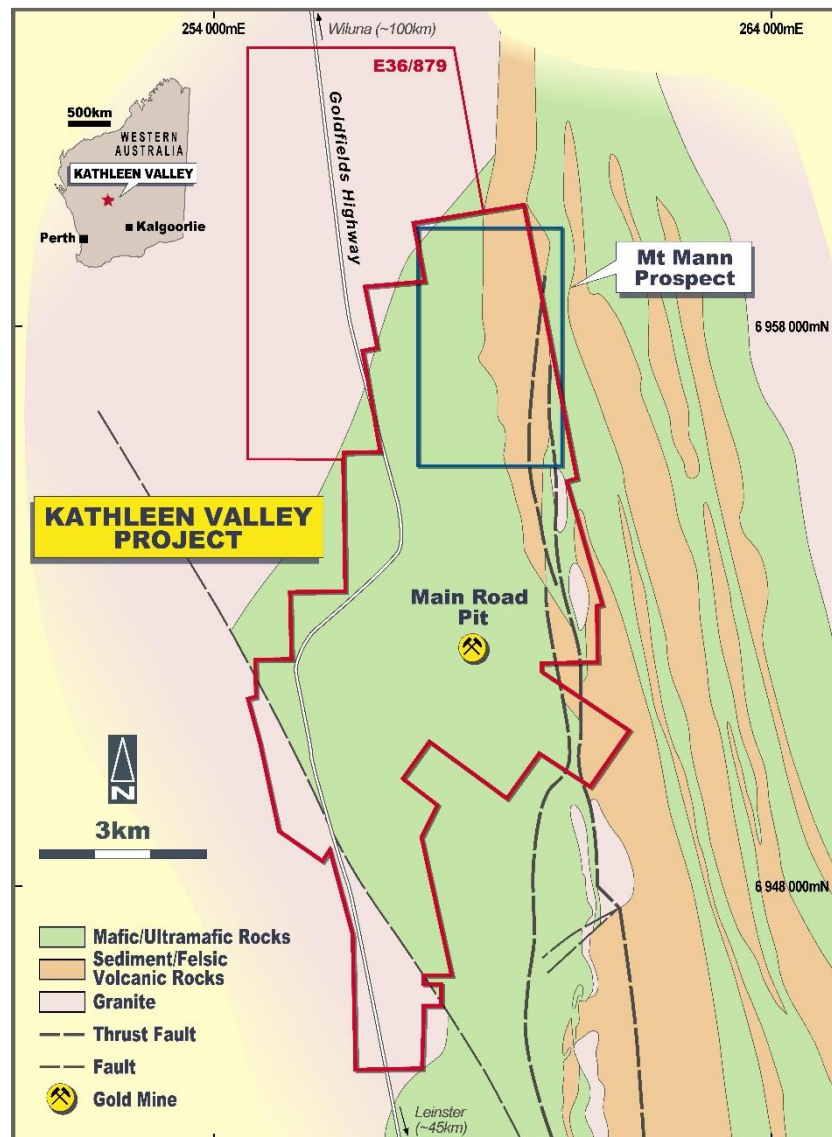 254 000mE
264 000mE
Wiluna (~100km)
E36/879
Goldfields Highway
500km
WESTERN
AUSTRALIA
KATHLEEN VALLEY
Kalgoorlie
Perth
Mt Mann
Prospect
6 958 000mN
KATHLEEN VALLEY
PROJECT
Main Road
Pit
N
3km
6 948 000mN
Mafic/Ultramafic Rocks
Sediment/Felsic
Volcanic Rocks
Granite
Thrust Fault
Fault
Gold Mine
Leinster
(~45km)